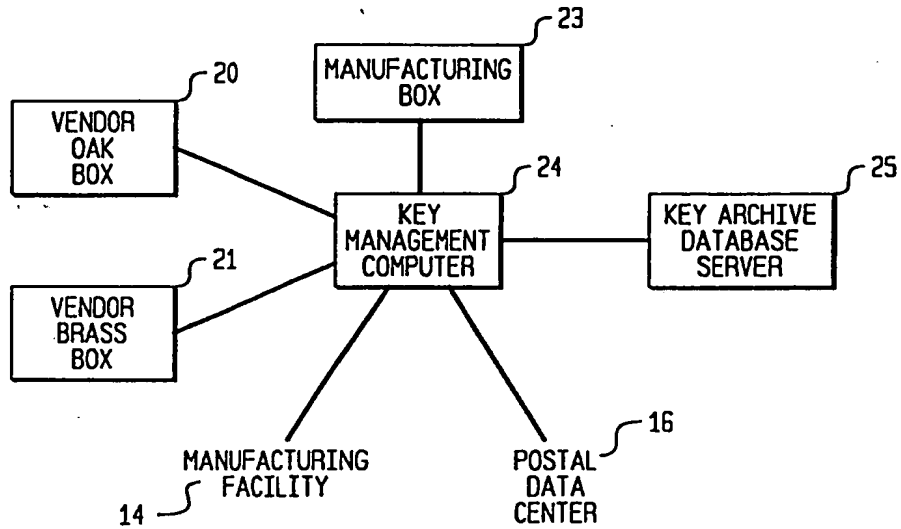 23
MANUFACTURING
BOX
20
VENDOR
OAK
BOX
24
KEY
MANAGEMENT
COMPUTER
25
KEY ARCHIVE
DATABASE
SERVER
21
VENDOR
BRASS
BOX
MANUFACTURING
FACILITY
14
16
POSTAL
DATA
CENTER